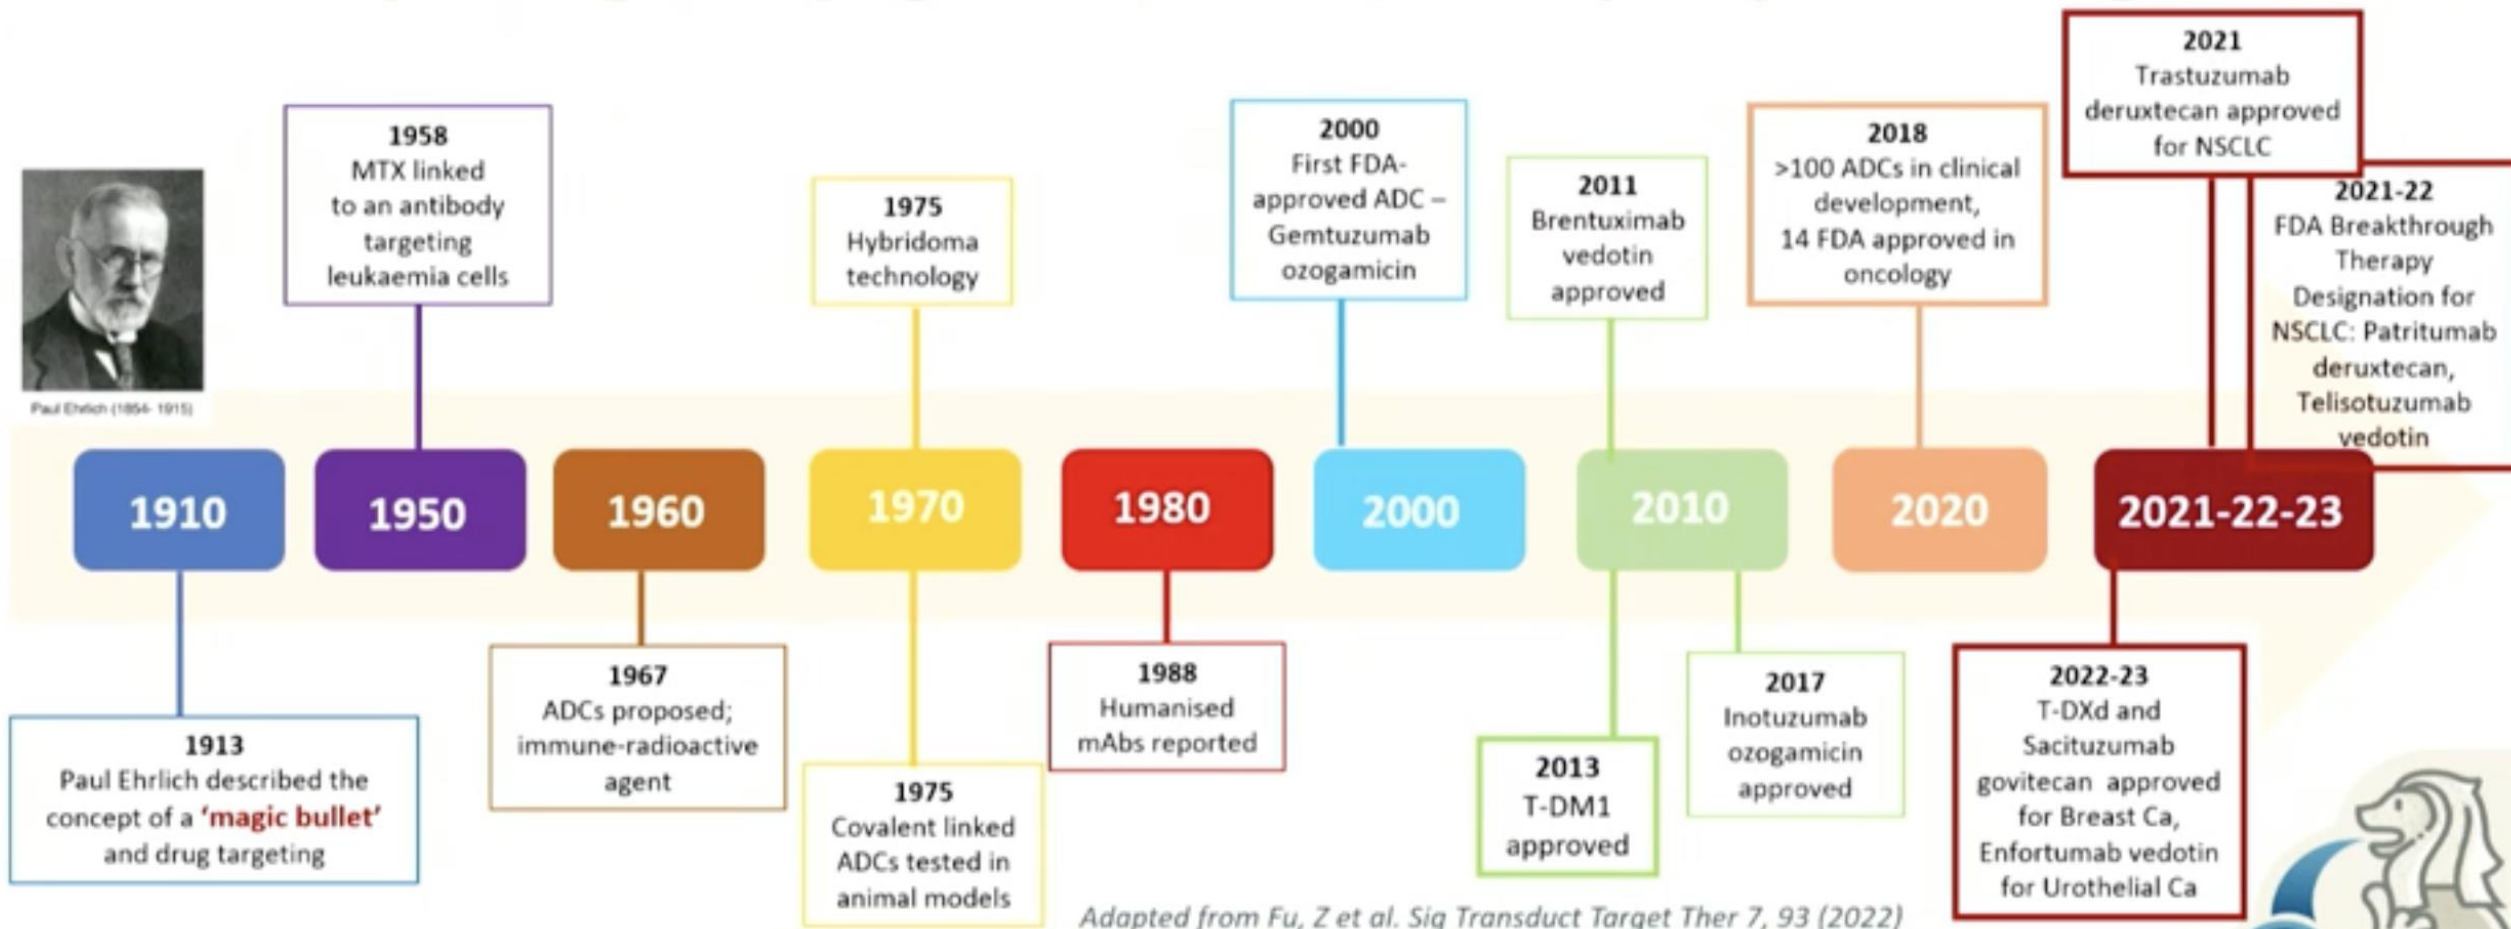 2021
Trastuzumab
deruxtecan approved
for NSCLC
1958
MTX linked
to an antibody
targeting
leukaemia cells
1975
Hybridoma
technology
2000
First FDA-
approved ADC –
Gemtuzumab
ozogamicin
2011
Brentuximab
vedotin
approved
2018
>100 ADCs in clinical
development,
14 FDA approved in
oncology
2021-22
FDA Breakthrough
Therapy
Designation for
NSCLC: Patritumab
deruxtecan,
Telisotuzumab
vedotin
Paul Ehrlich (1854- 1915)
1910
1950
1960
1970
1980
2000
2010
2020
2021-22-23
1913
Paul Ehrlich described the
concept of a ‘magic bullet’
and drug targeting
1967
ADCs proposed;
immune-radioactive
agent
1975
Covalent linked
ADCs tested in
animal models
1988
Humanised
mAbs reported
2013
T-DM1
approved
2017
Inotuzumab
ozogamicin
approved
2022-23
T-DXd and
Sacituzumab
govitecan approved
for Breast Ca,
Enfortumab vedotin
for Urothelial Ca
Adapted from Fu, Z et al. Sig Transduct Target Ther 7, 93 (2022)